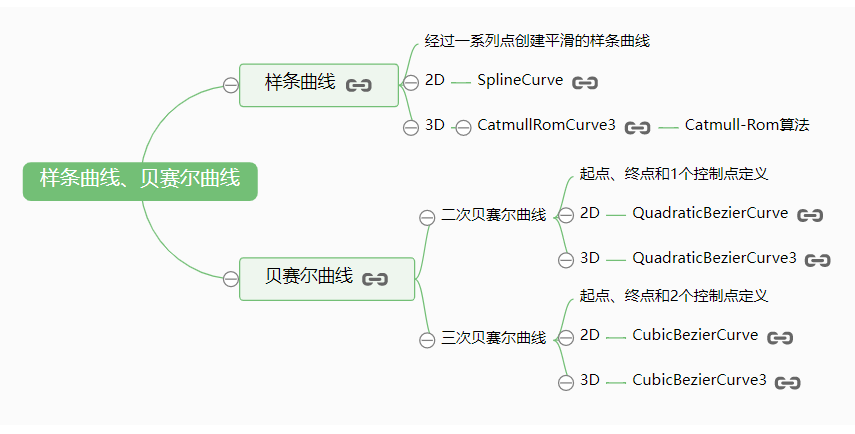 样条曲线、贝赛尔曲线
样条曲线
经过一系列点创建平滑的样条曲线
2D
SplineCurve
3D
CatmullRomCurve3
Catmull-Rom算法
贝赛尔曲线
二次贝赛尔曲线
起点、终点和1个控制点定义
2D
QuadraticBezierCurve
3D
QuadraticBezierCurve3
三次贝赛尔曲线
起点、终点和2个控制点定义
2D
CubicBezierCurve
3D
CubicBezierCurve3